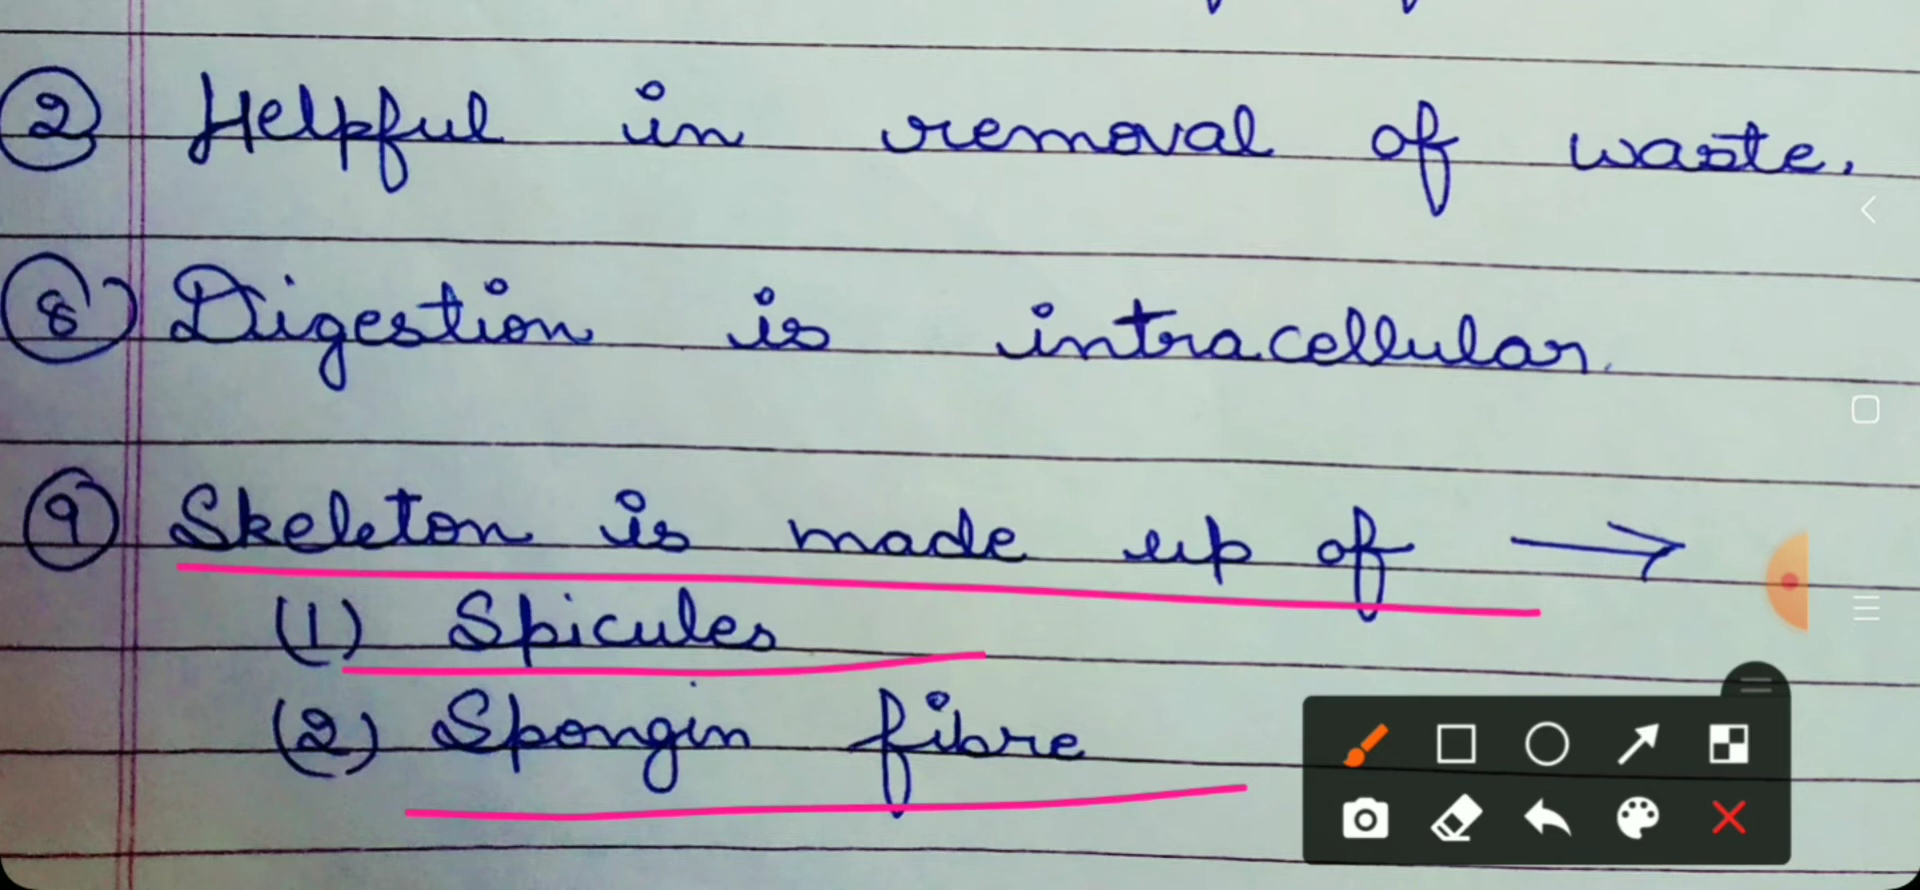 2 Helpful in removal of waste.
8 Digestion is intracellular.
9 Skeleton is made up of →
(1) Spicules
(2) Spongin fibre